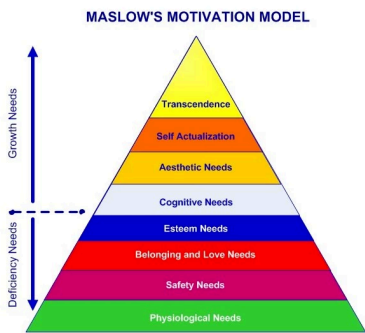 MASLOW'S MOTIVATION MODEL
Growth Needs
Deficiency Needs
Transcendence
Self Actualization
Aesthetic Needs
Cognitive Needs
Esteem Needs
Belonging and Love Needs
Safety Needs
Physiological Needs